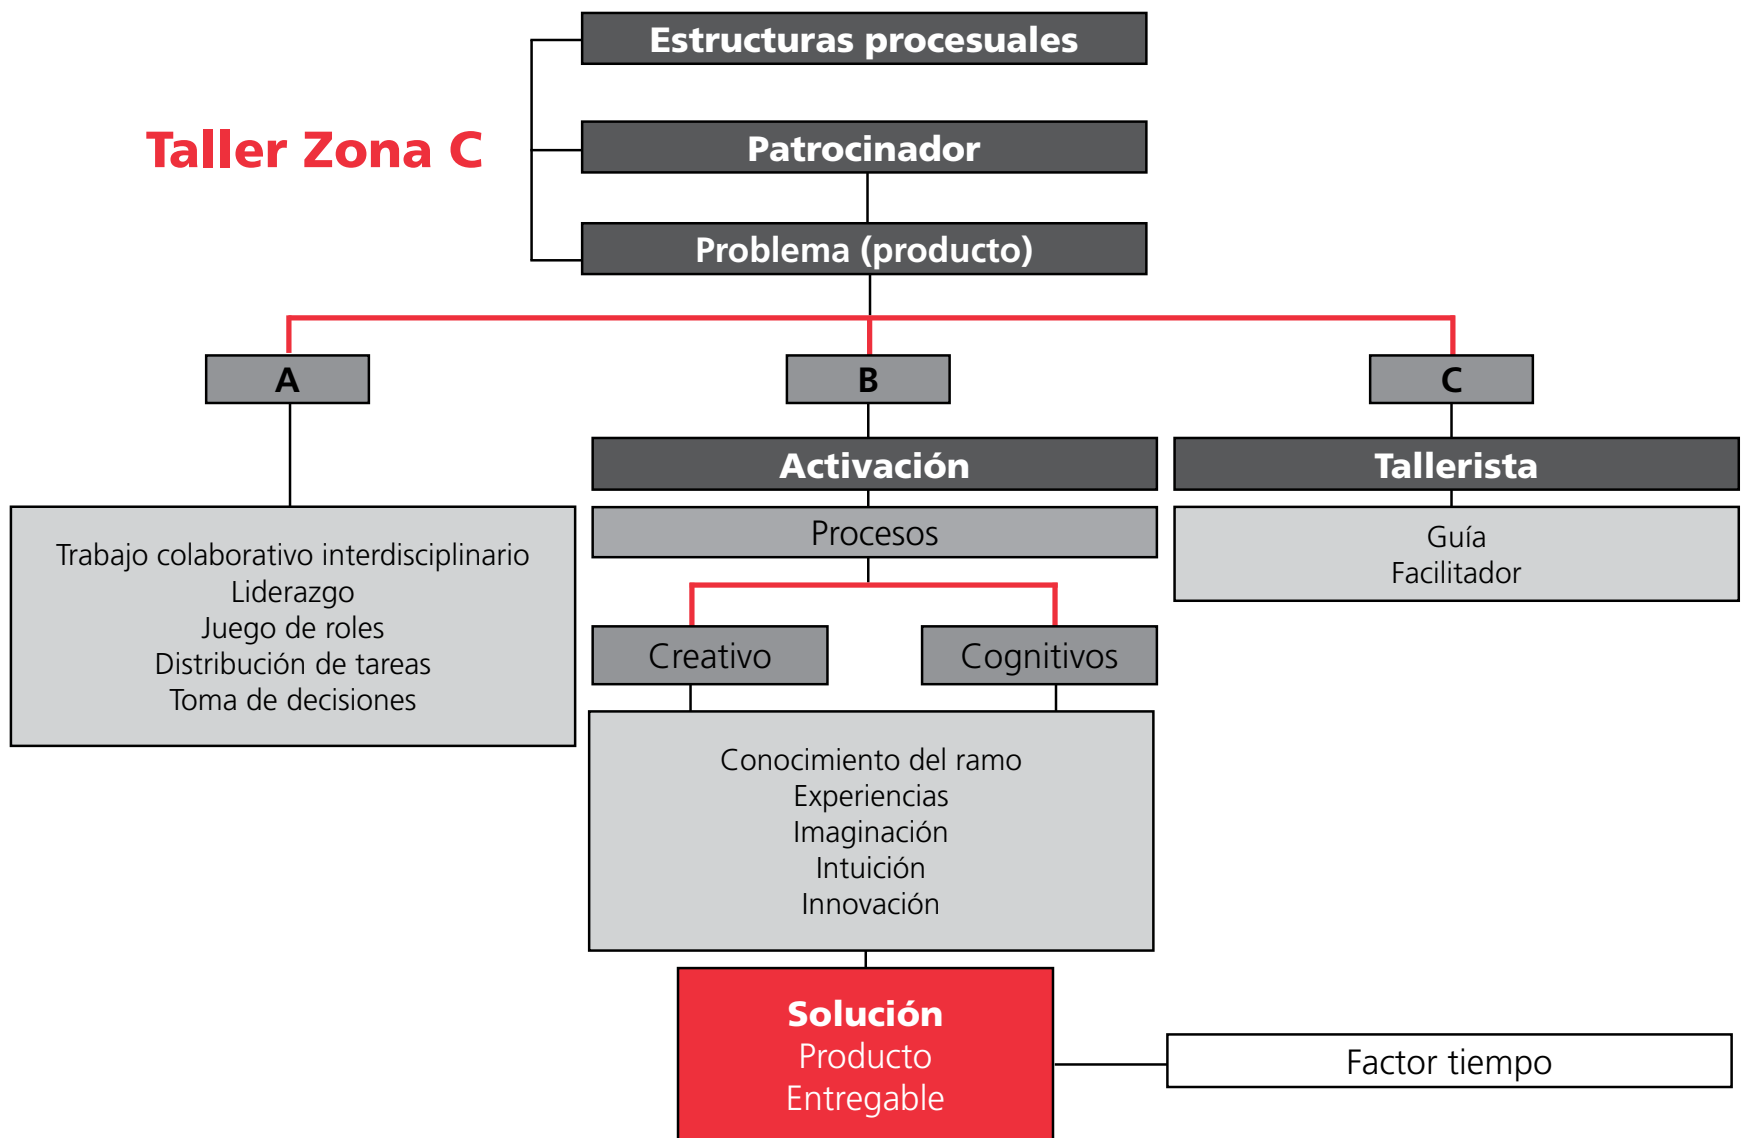 Estructuras procesuales
Taller Zona C
Patrocinador
Problema (producto)
A
B
C
Activación
Tallerista
Procesos
Guía
Facilitador
Trabajo colaborativo interdisciplinario
Liderazgo
Juego de roles
Distribución de tareas
Toma de decisiones
Creativo
Cognitivos
Conocimiento del ramo
Experiencias
Imaginación
Intuición
Innovación
Solución
Producto
Entregable
Factor tiempo